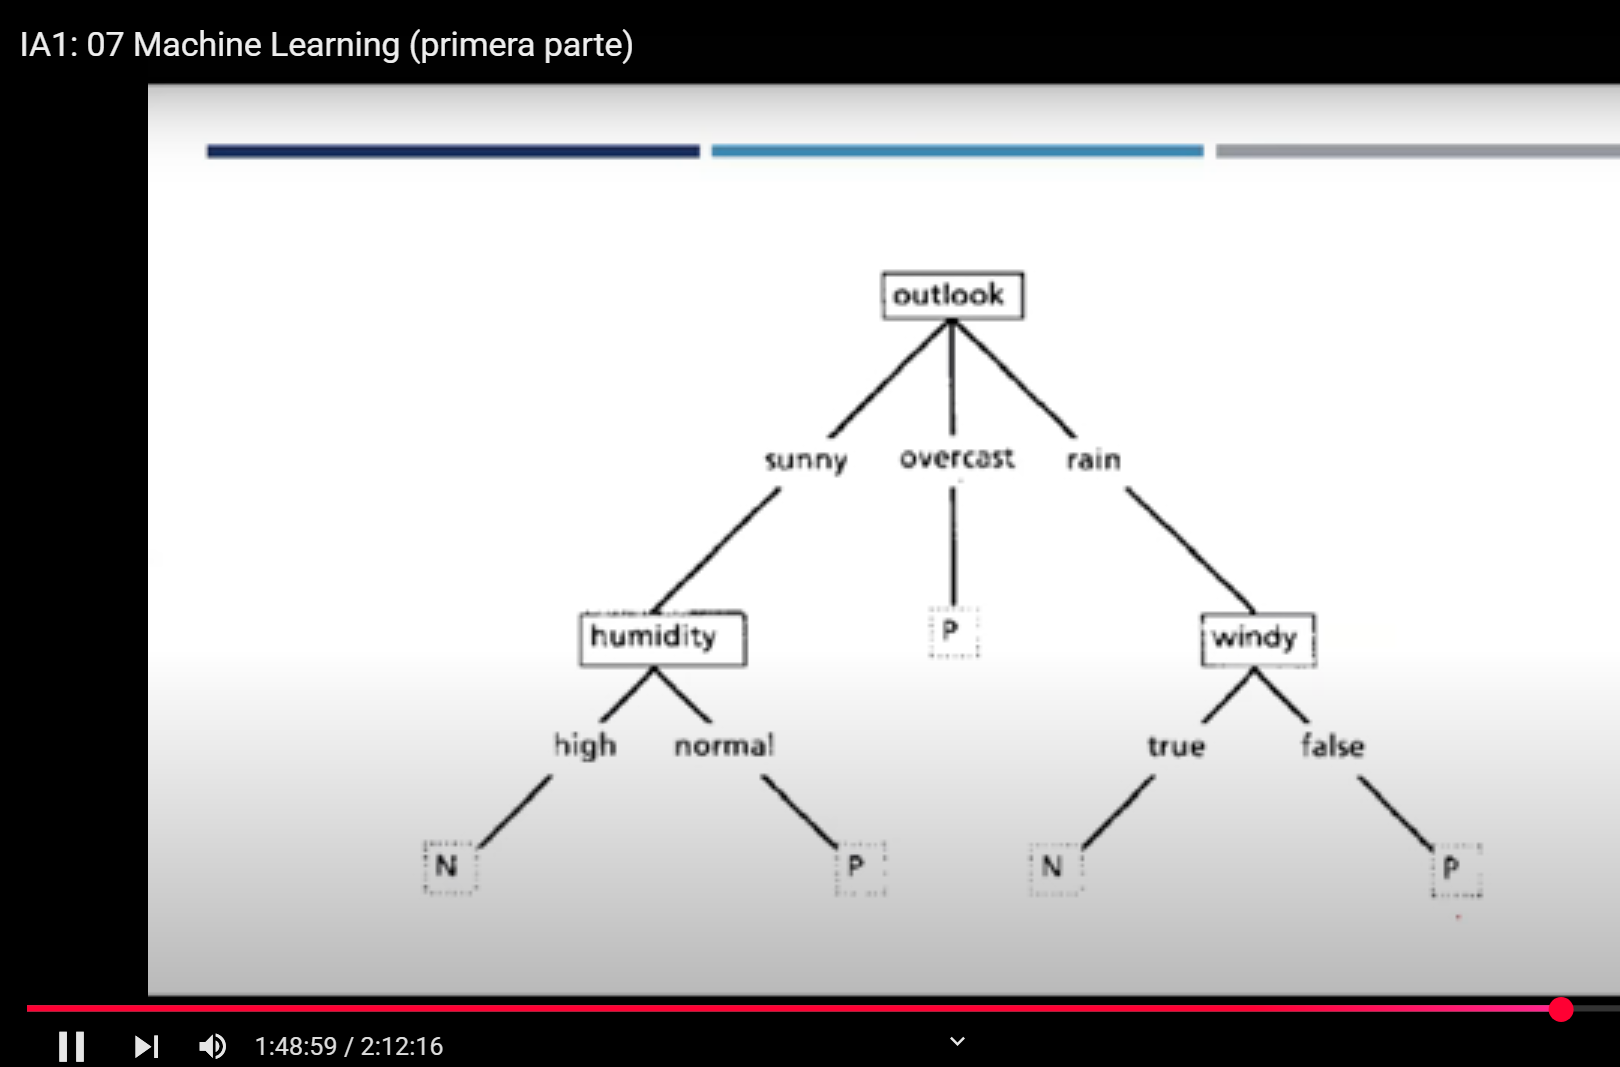 IA1: 07 Machine Learning (primera parte)
outlook
sunny overcast rain
humidity P windy
high normal true false
N P N P
1:48:59 / 2:12:16